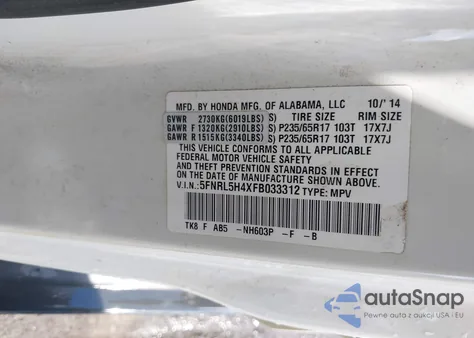 MFD. BY HONDA MFG. OF ALABAMA, LLC 10/'14
GVWR 2730KG(6019LBS) TIRE SIZE RIM SIZE
GAWR F 1320KG(2910LBS) S) P235/65R17 103T 17X7J
GAWR R 1515KG(3340LBS) S) P235/65R17 103T 17X7J
THIS VEHICLE CONFORMS TO ALL APPLICABLE
FEDERAL MOTOR VEHICLE SAFETY, BUMPER,
AND THEFT PREVENTION STANDARDS IN EFFECT
ON THE DATE OF MANUFACTURE SHOWN ABOVE.
V.I.N.:5FNRL5H4XFB033312 TYPE: MPV
TK8 F AB5 -NH603P -F -B
autoSnap
Pewne auta z ubezpieczalni USA i EU